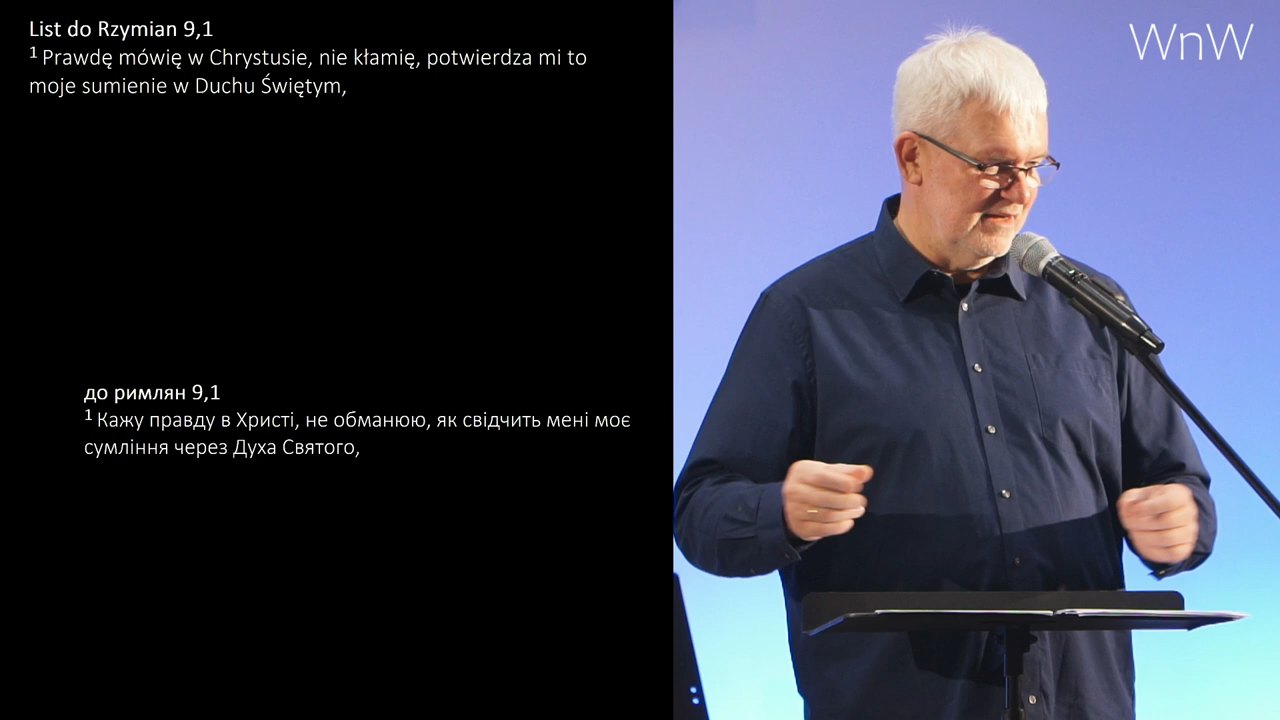 List do Rzymian 9,1
1 Prawdę mówię w Chrystusie, nie kłamię, potwierdza mi to
moje sumienie w Duchu Świętym,
WnW
до римлян 9,1
1 Кажу правду в Христі, не обманюю, як свідчить мені моє
сумління через Духа Святого,